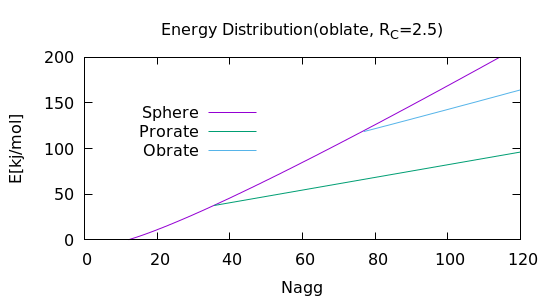 Energy Distribution(oblate, RC=2.5)
200
150
100
50
0
E[kj/mol]
Sphere
Prorate
Obrate
0 20 40 60 80 100 120
Nagg